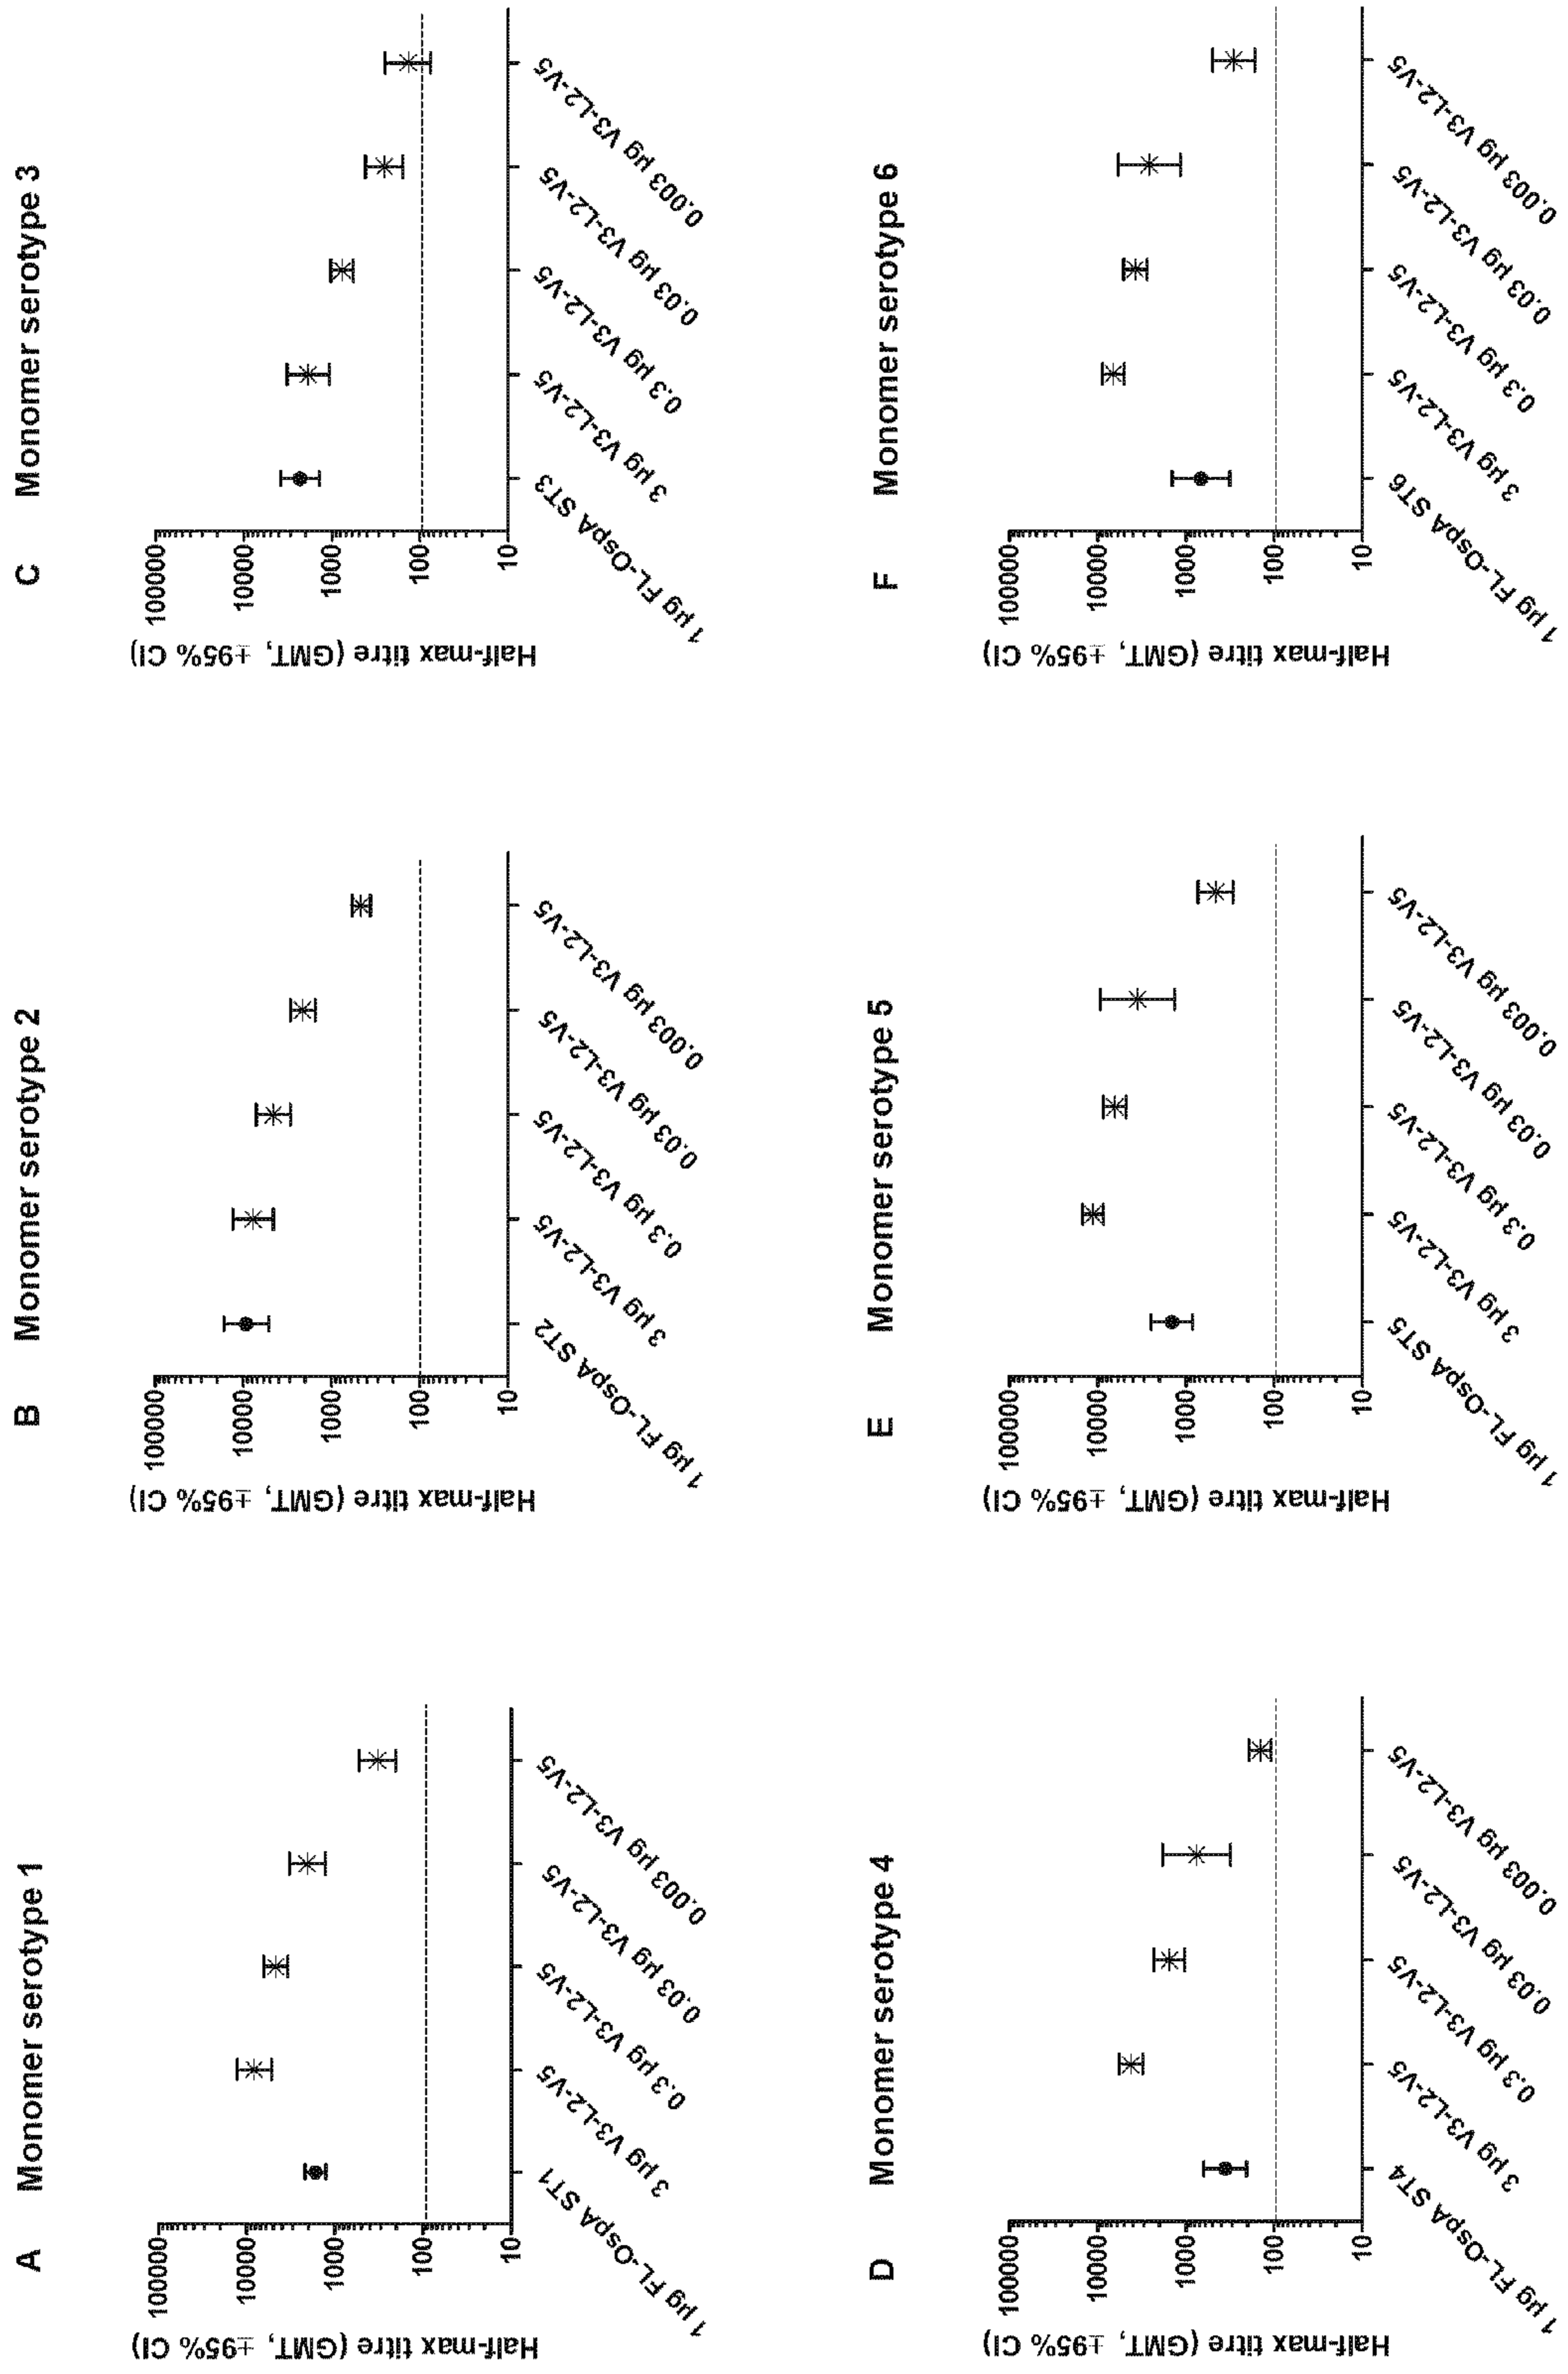 A Monomer serotype 1
Half-max titre (GMT, ±95% CI)
100000
10000
1000
100
10
1 µg FL-OspA ST1
3 µg V3-L2-V5
0.3 µg V3-L2-V5
0.03 µg V3-L2-V5
0.003 µg V3-L2-V5
B Monomer serotype 2
Half-max titre (GMT, ±95% CI)
100000
10000
1000
100
10
1 µg FL-OspA ST2
3 µg V3-L2-V5
0.3 µg V3-L2-V5
0.03 µg V3-L2-V5
0.003 µg V3-L2-V5
C Monomer serotype 3
Half-max titre (GMT, ±95% CI)
100000
10000
1000
100
10
1 µg FL-OspA ST3
3 µg V3-L2-V5
0.3 µg V3-L2-V5
0.03 µg V3-L2-V5
0.003 µg V3-L2-V5
D Monomer serotype 4
Half-max titre (GMT, ±95% CI)
100000
10000
1000
100
10
1 µg FL-OspA ST4
3 µg V3-L2-V5
0.3 µg V3-L2-V5
0.03 µg V3-L2-V5
0.003 µg V3-L2-V5
E Monomer serotype 5
Half-max titre (GMT, ±95% CI)
100000
10000
1000
100
10
1 µg FL-OspA ST5
3 µg V3-L2-V5
0.3 µg V3-L2-V5
0.03 µg V3-L2-V5
0.003 µg V3-L2-V5
F Monomer serotype 6
Half-max titre (GMT, ±95% CI)
100000
10000
1000
100
10
1 µg FL-OspA ST6
3 µg V3-L2-V5
0.3 µg V3-L2-V5
0.03 µg V3-L2-V5
0.003 µg V3-L2-V5